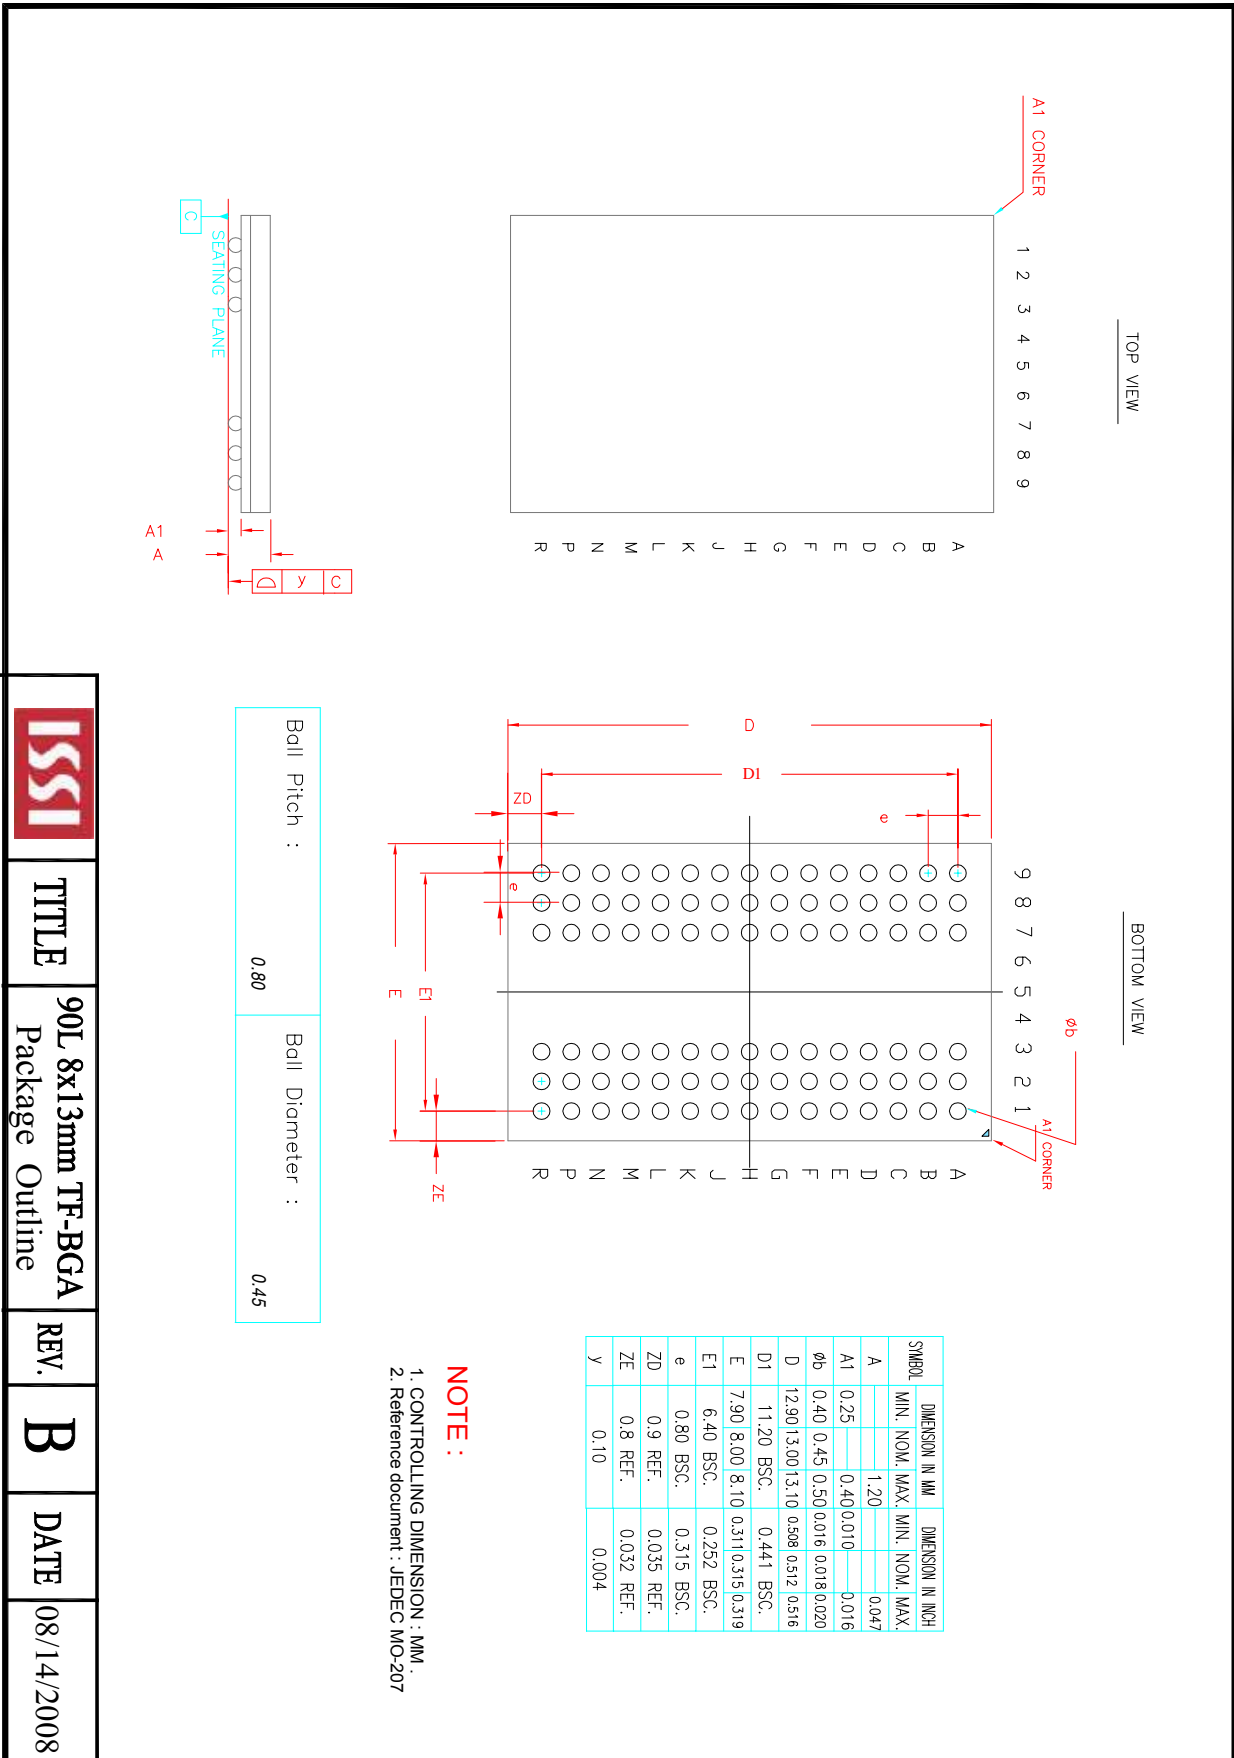 TOP VIEW
A1 CORNER
1 2 3 4 5 6 7 8 9
A
B
C
D
E
F
G
H
J
K
L
M
N
P
R
SEATING PLANE
C
A1
A
y C
BOTTOM VIEW
Øb
A1 CORNER
9 8 7 6 5 4 3 2 1
A
B
C
D
E
F
G
H
J
K
L
M
N
P
R
D
D1
ZD
e
e
E1
E
ZE
Ball Pitch : 0.80
Ball Diameter : 0.45
SYMBOL DIMENSION IN MM DIMENSION IN INCH
MIN. NOM. MAX. MIN. NOM. MAX.
A 1.20 0.047
A1 0.25 0.40 0.010 0.016
Øb 0.40 0.45 0.50 0.016 0.018 0.020
D 12.90 13.00 13.10 0.508 0.512 0.516
D1 11.20 BSC. 0.441 BSC.
E 7.90 8.00 8.10 0.311 0.315 0.319
E1 6.40 BSC. 0.252 BSC.
e 0.80 BSC. 0.315 BSC.
ZD 0.9 REF. 0.035 REF.
ZE 0.8 REF. 0.032 REF.
y 0.10 0.004
NOTE :
1. CONTROLLING DIMENSION : MM .
2. Reference document : JEDEC MO-207
ISSI
TITLE
90L 8x13mm TF-BGA
Package Outline
REV.
B
DATE
08/14/2008